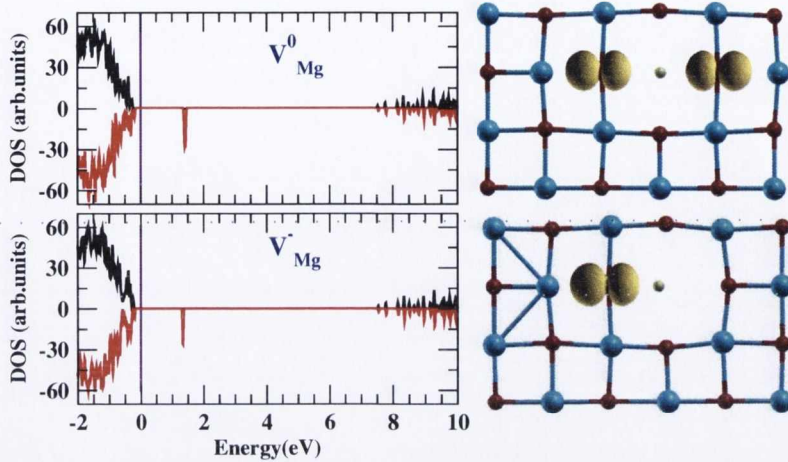 DOS (arb.units)
60
30
0
-30
-60
V⁰Mg
DOS (arb.units)
60
30
0
-30
-60
V⁻Mg
-2 0 2 4 6 8 10
Energy(eV)